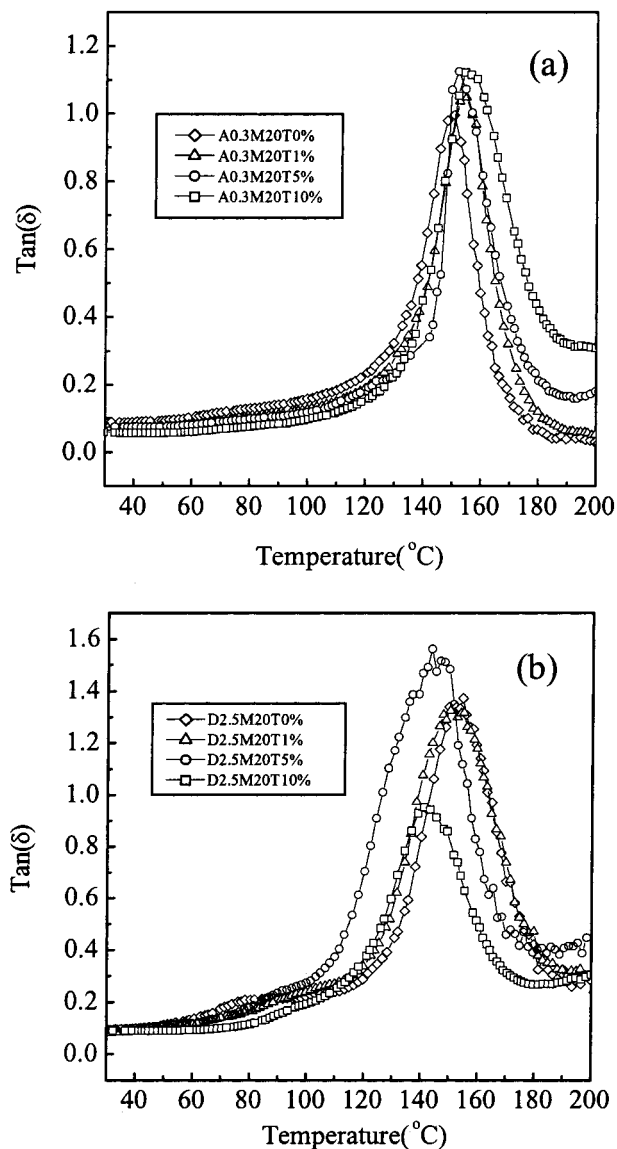 (a)
A0.3M20T0%
A0.3M20T1%
A0.3M20T5%
A0.3M20T10%
Tan(δ)
1.2
1.0
0.8
0.6
0.4
0.2
0.0
40 60 80 100 120 140 160 180 200
Temperature(°C)
(b)
D2.5M20T0%
D2.5M20T1%
D2.5M20T5%
D2.5M20T10%
Tan(δ)
1.6
1.4
1.2
1.0
0.8
0.6
0.4
0.2
0.0
40 60 80 100 120 140 160 180 200
Temperature(°C)